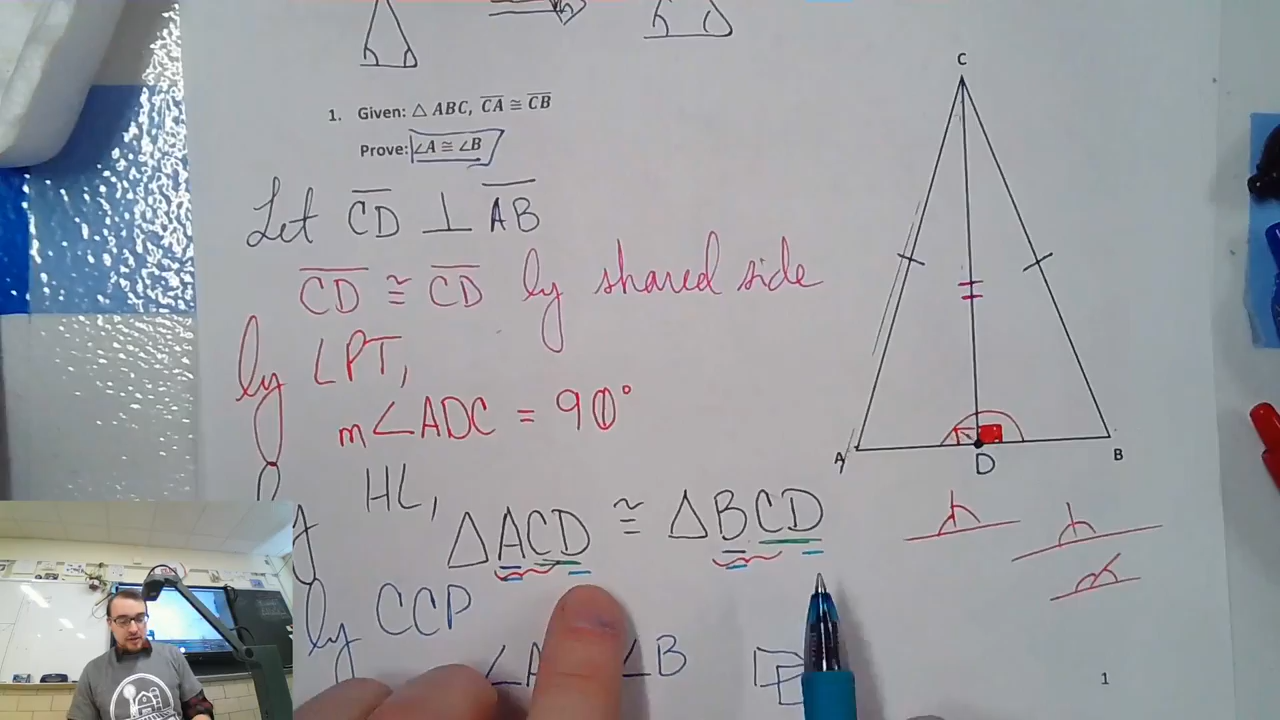 1. Given: △ ABC, CA ≅ CB
Prove: ∠A ≅ ∠B
Let CD ⊥ AB
CD ≅ CD by shared side
by LPT,
m∠ADC = 90°
By HL,
△ACD ≅ △BCD
by CCP
∠A ∠B
C
A
D
B
1